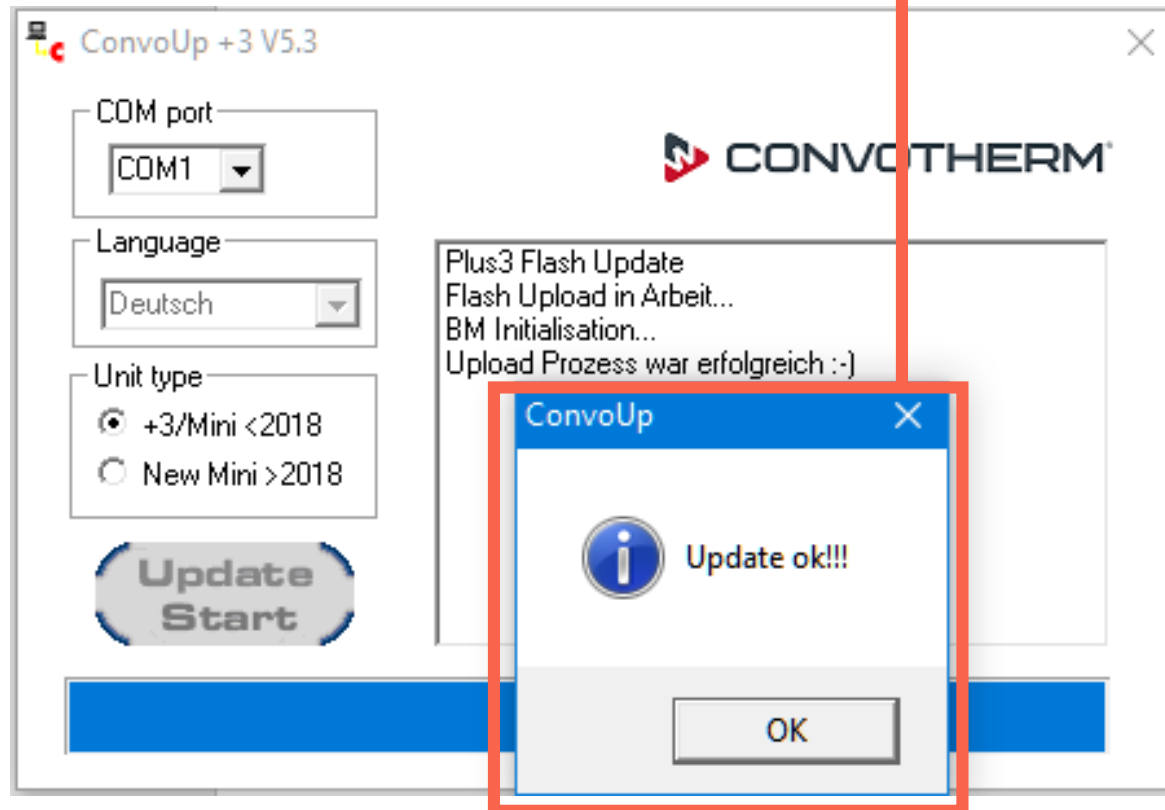 ConvoUp +3 V5.3
COM port
COM1
CONVOTHERM
Language
Deutsch
Plus3 Flash Update
Flash Upload in Arbeit...
BM Initialisation...
Upload Prozess war erfolgreich :-)
Unit type
+3/Mini <2018
New Mini >2018
Update
Start
ConvoUp
Update ok!!!
OK